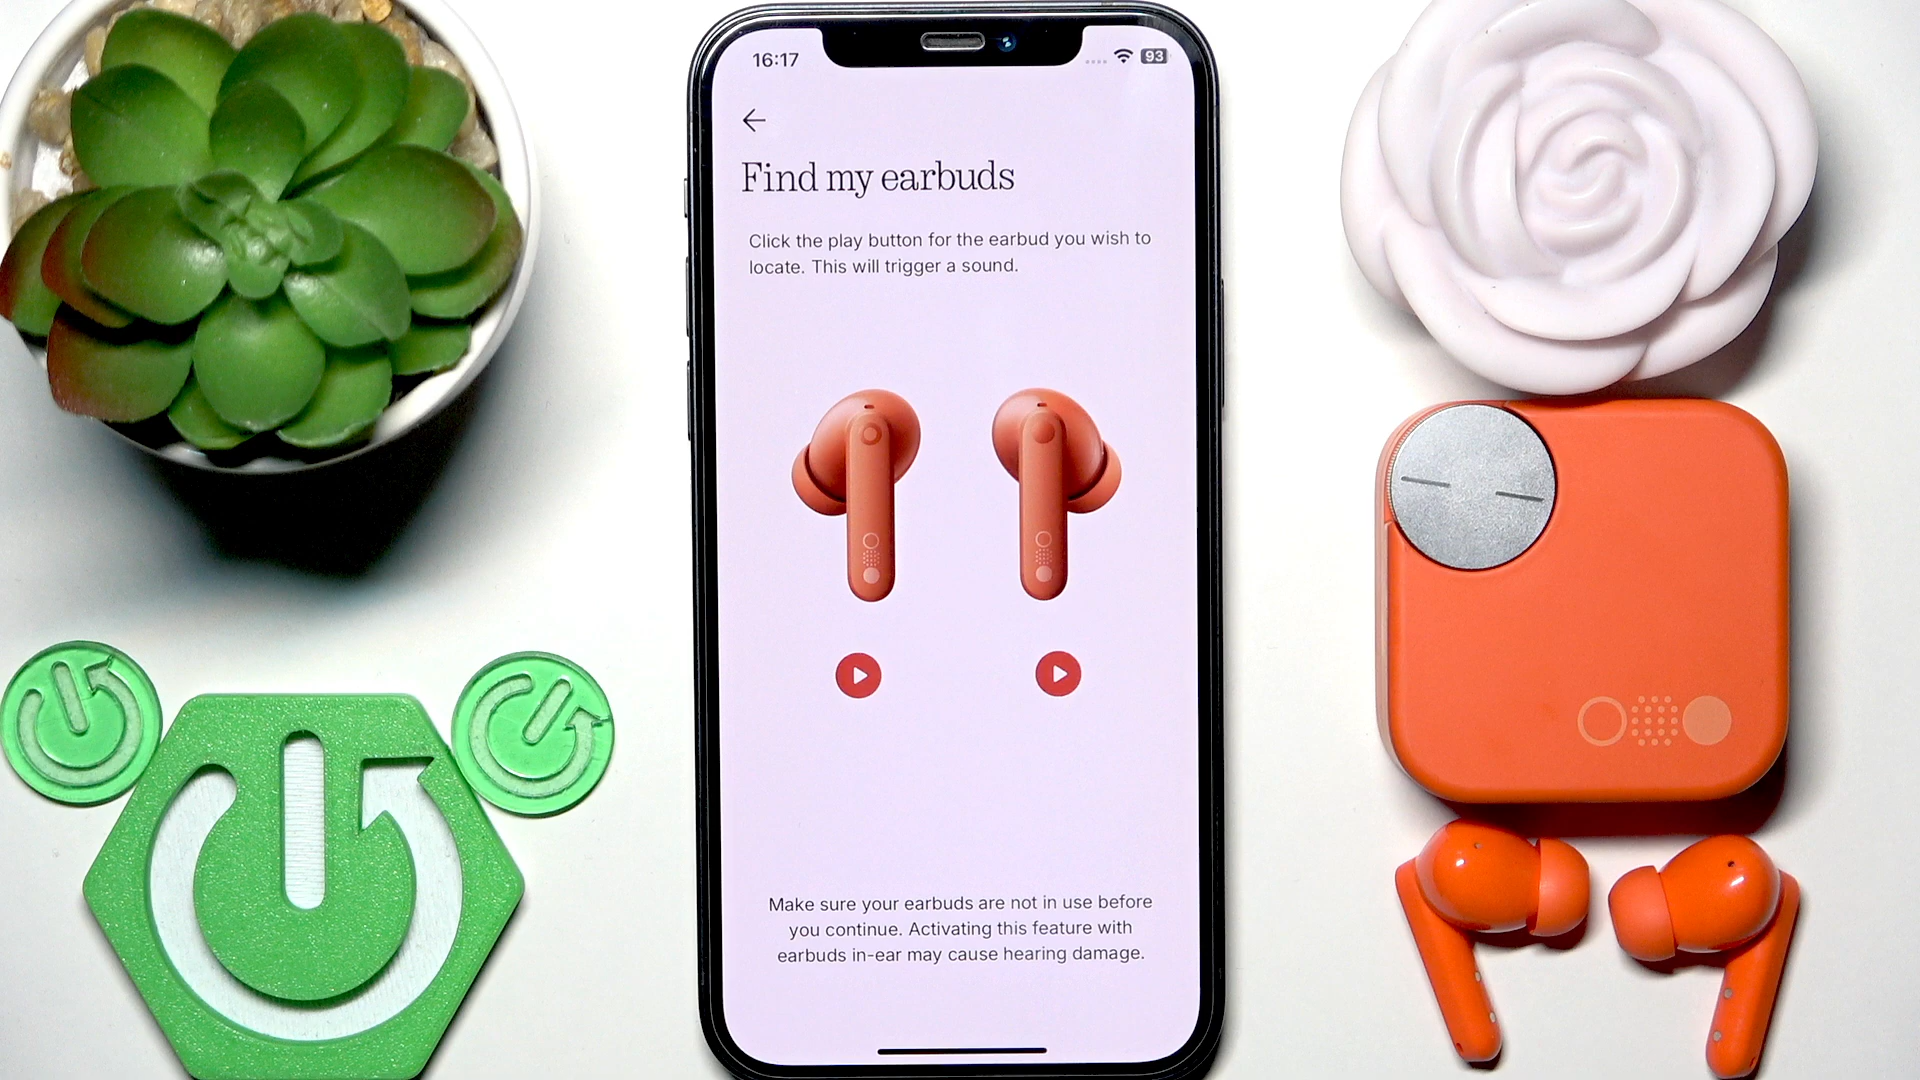 16:17
93
Find my earbuds
Click the play button for the earbud you wish to
locate. This will trigger a sound.
Make sure your earbuds are not in use before
you continue. Activating this feature with
earbuds in-ear may cause hearing damage.